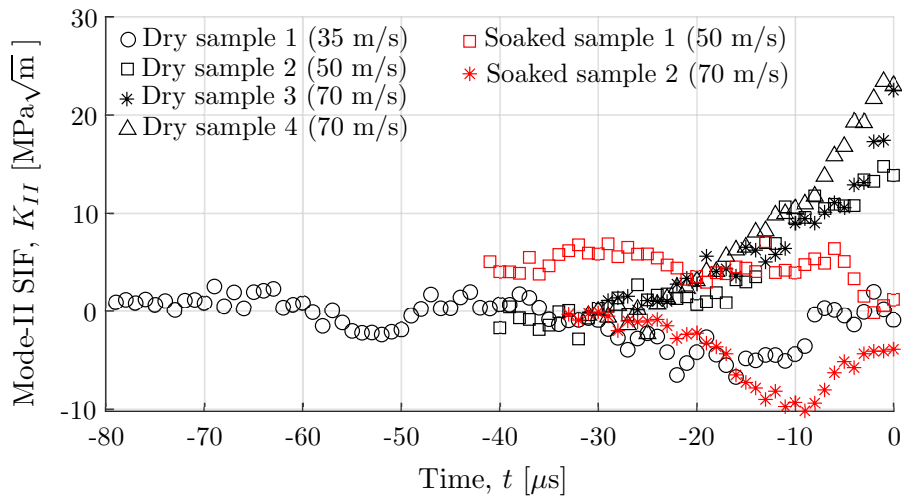 30
20
10
0
-10
Mode-II SIF, K_{II} [MPa√m]
Dry sample 1 (35 m/s)
Dry sample 2 (50 m/s)
Dry sample 3 (70 m/s)
Dry sample 4 (70 m/s)
Soaked sample 1 (50 m/s)
Soaked sample 2 (70 m/s)
-80 -70 -60 -50 -40 -30 -20 -10 0
Time, t [μs]